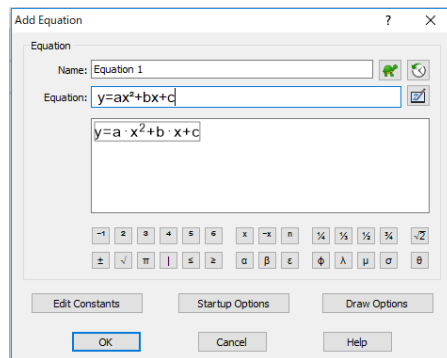 Add Equation ? ×
Equation
Name: Equation 1
Equation: y=ax²+bx+c
y=a·x²+b·x+c
⁻¹ ² ³ ⁴ ⁵ ⁶ ˣ ⁻ˣ ⁿ ¼ ⅓ ½ ¾ √2
± √ π | ≤ ≥ α β ε ϕ λ μ σ θ
Edit Constants Startup Options Draw Options
OK Cancel Help